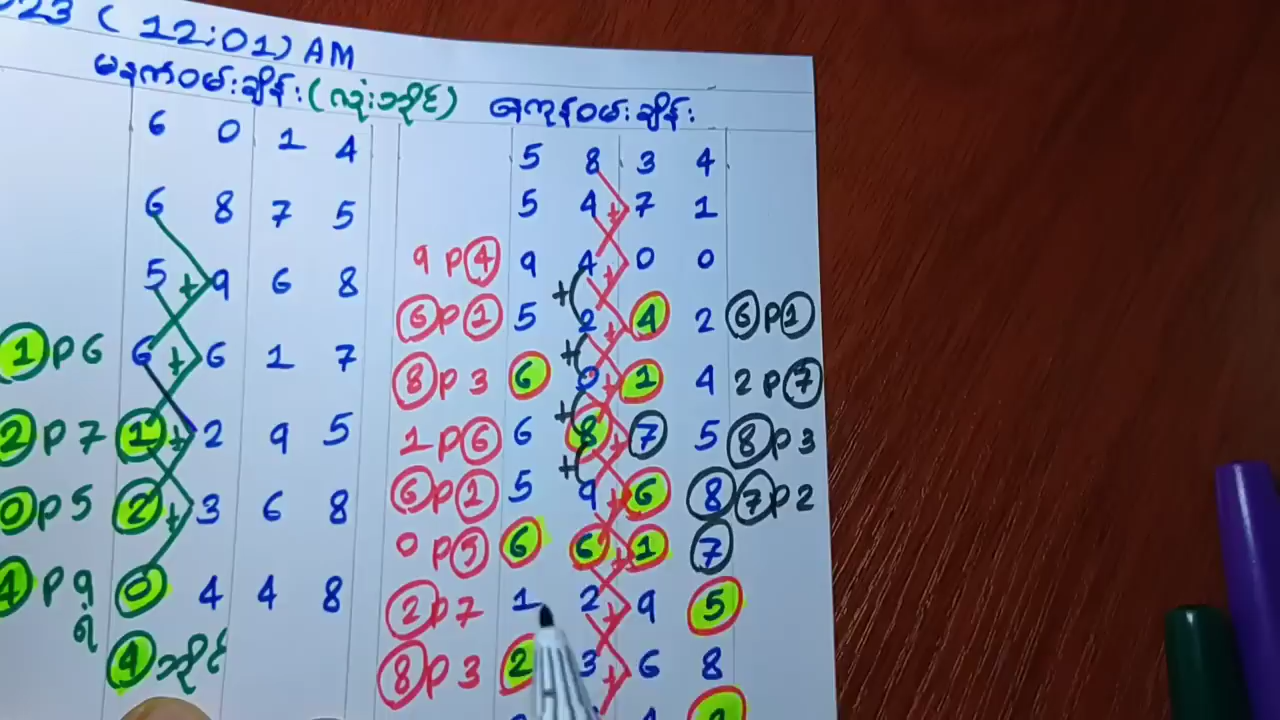 023 ( 12:01) AM
မနက်ဝမ်းချိန်း(လုံးဘိုင်) ညကုန်ဝမ်းချိန်း
6 0 1 4 5 8 3 4
6 8 7 5 5 4 + 7 1
5 + 9 6 8 9 P 4 9 4 + 0 0
+ 6 P 1 5 2 + 4 2 6 P 1
1 P 6 6 + 6 1 7 + 8 P 3 6 0 + 1 4 2 P 7
2 P 7 1 + 2 9 5 + 1 P 6 6 8 + 7 5 8 P 3
0 P 5 2 + 3 6 8 + 6 P 1 5 9 + 6 8 7 P 2
0 P 5 6 6 + 1 7
4 P 9 0 4 4 8 2 P 7 1 2 + 9 5
4 ဘိုင် 8 P 3 2 3 + 6 8